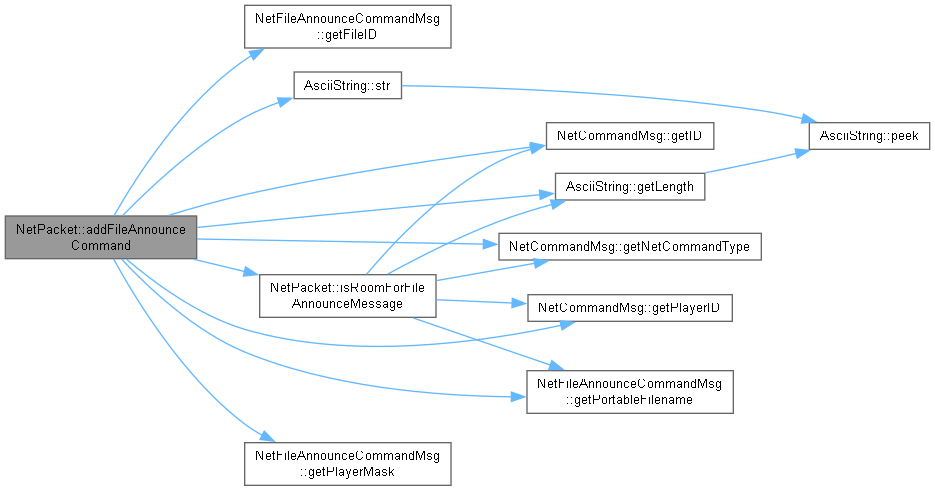 NetFileAnnounceCommandMsg
::getFileID
AsciiString::str
NetCommandMsg::getID
AsciiString::peek
AsciiString::getLength
NetPacket::addFileAnnounce
Command
NetCommandMsg::getNetCommandType
NetPacket::isRoomForFile
AnnounceMessage
NetCommandMsg::getPlayerID
NetFileAnnounceCommandMsg
::getPortableFilename
NetFileAnnounceCommandMsg
::getPlayerMask